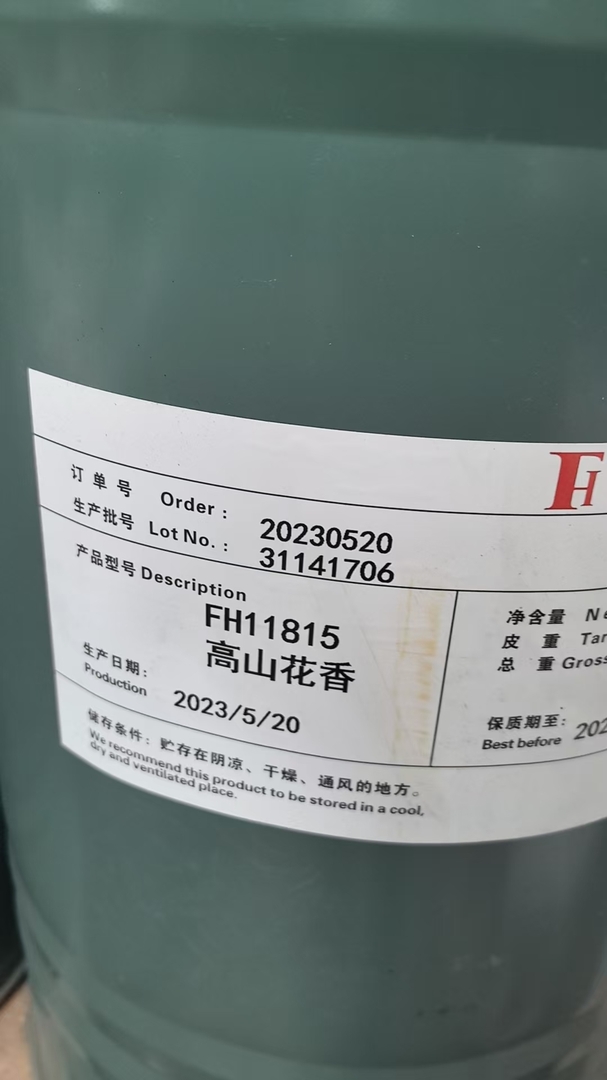 FH
订单号 Order: 20230520
生产批号 Lot No.: 31141706
产品型号 Description
FH11815
高山花香
生产日期:
Production 2023/5/20
净含量
皮 重
总 重 Gross
保质期至:
Best before
储存条件: 贮存在阴凉、干燥、通风的地方。
We recommend this product to be stored in a cool,
dry and ventilated place.